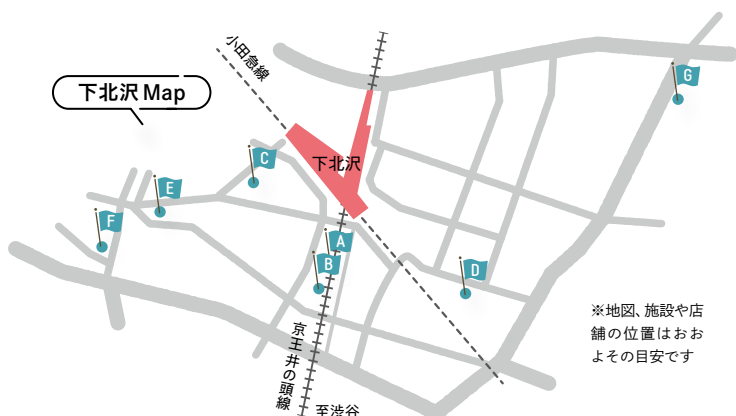 小田急線
下北沢 Map
下北沢
G
C
E
F
A
B
D
京王井の頭線
至渋谷
※地図、施設や店
舗の位置はおお
よその目安です